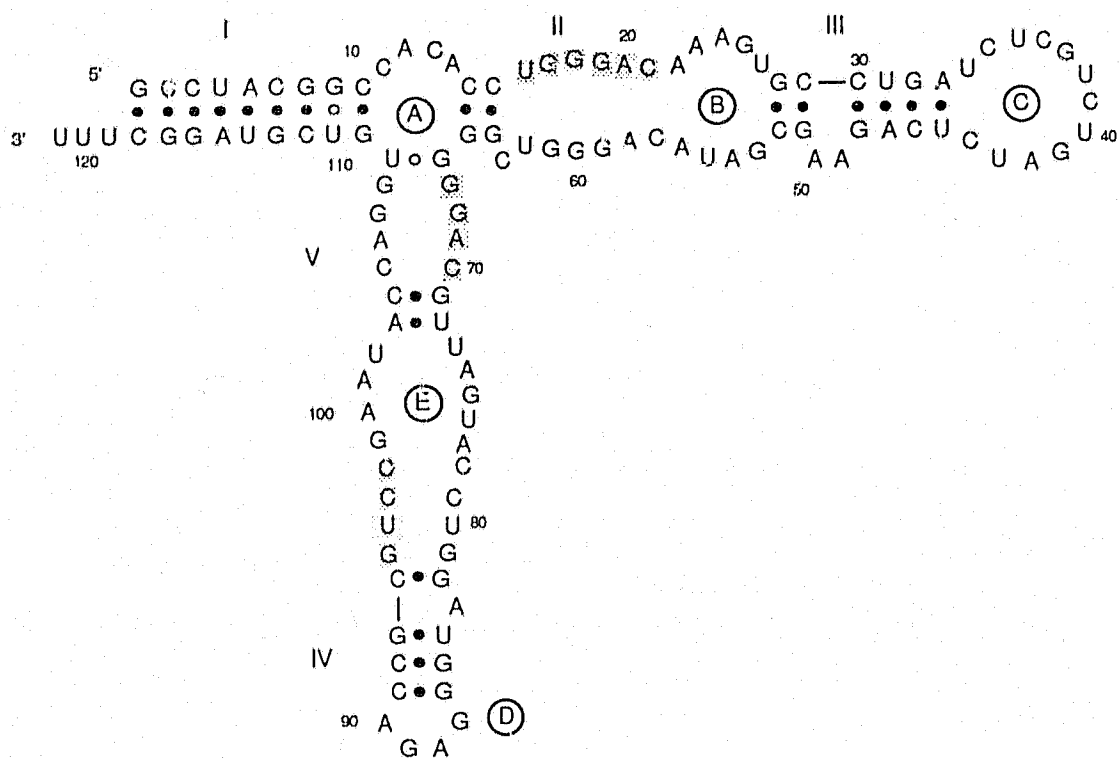 I II III
5' G C C U A C G G C C A C A C C U G G G A C A A A G U G C — C U G A U C U C G U C U
10 20 30 40
A B C
3' U U U C G G A U G C U G G G C U G G G A C A U A G C G A A G A C U C U A G
120 110 60 50
U G
G G
G G
V A A
C C 70
C G
A U
U U
A A
E G
100 A U
G A
C C
C C
U U 80
G G
C G
A
G U
IV C G
C G
90 A G D
G A